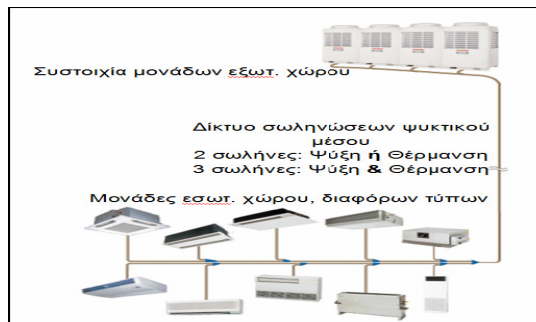 Συστοιχία μονάδων εξωτ. χώρου
Δίκτυο σωληνώσεων ψυκτικού
μέσου
2 σωλήνες: Ψύξη ή Θέρμανση
3 σωλήνες: Ψύξη & Θέρμανση
Μονάδες εσωτ. χώρου, διαφόρων τύπων